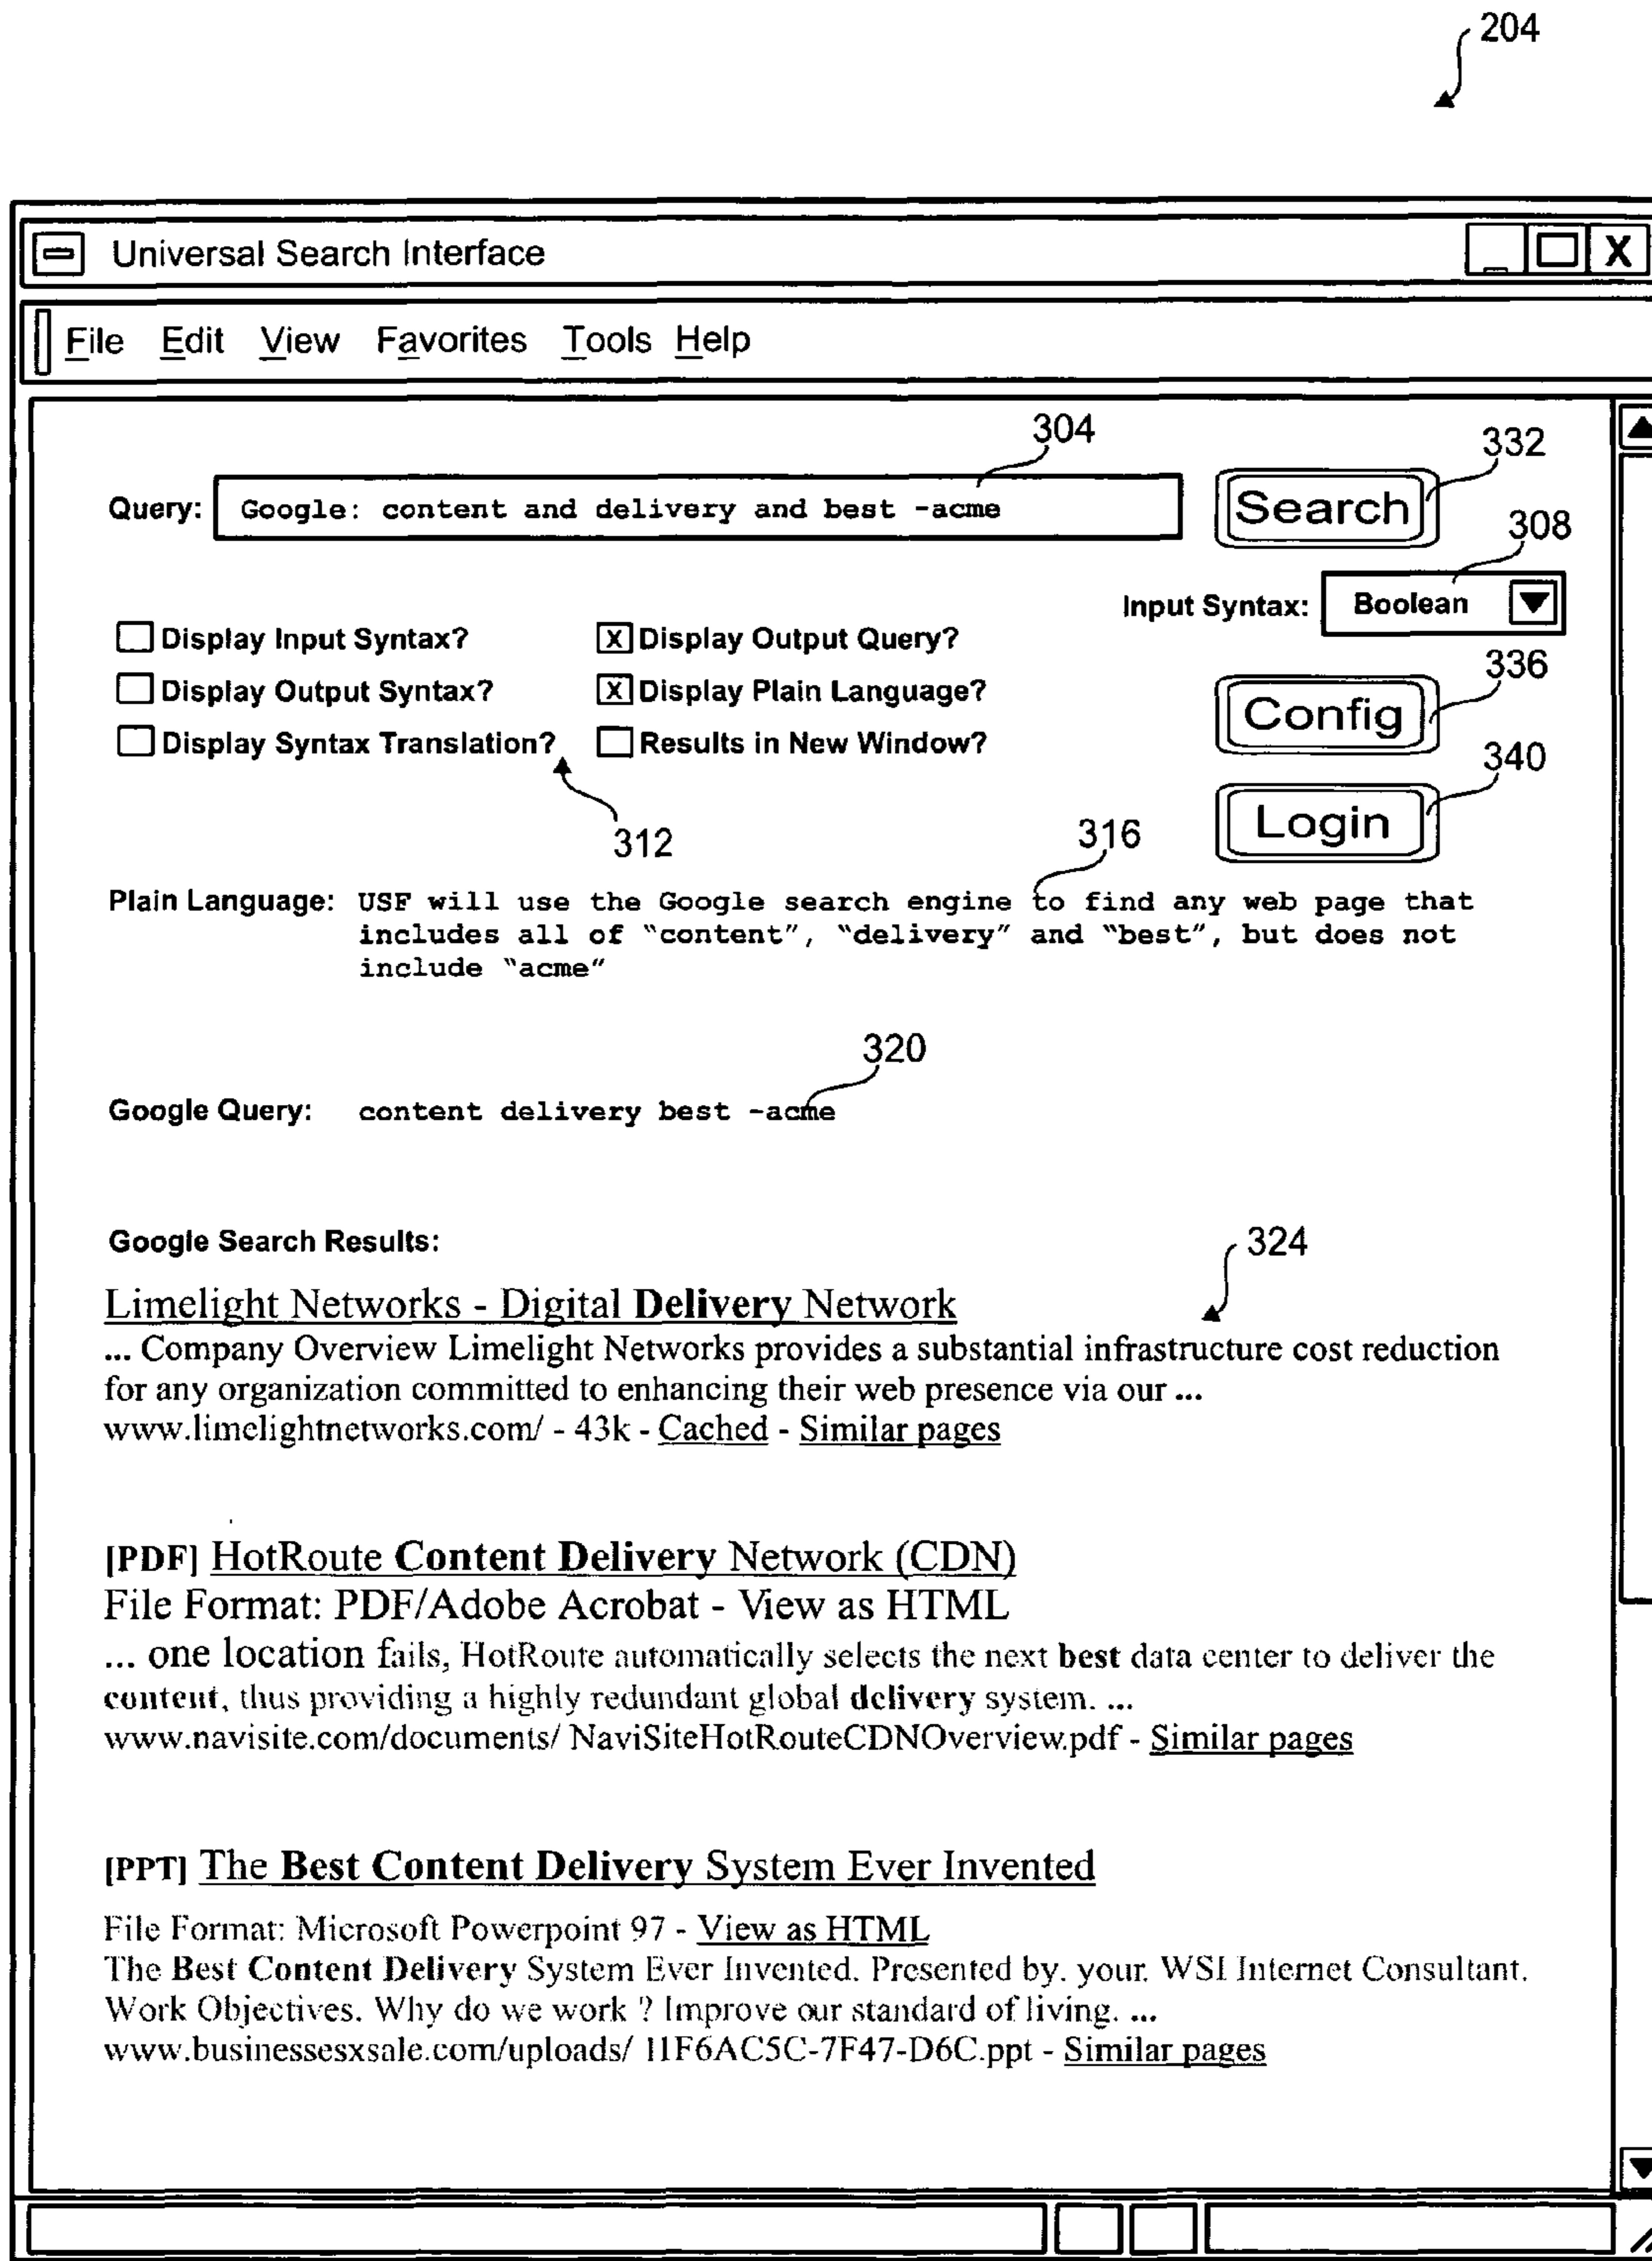 204
Universal Search Interface
_ X
File Edit View Favorites Tools Help
304
332
Query: Google: content and delivery and best -acme
Search
308
Input Syntax: Boolean
Display Input Syntax? X Display Output Query?
336
Display Output Syntax? X Display Plain Language?
Config
Display Syntax Translation? Results in New Window?
340
312
316
Login
Plain Language: USF will use the Google search engine to find any web page that
includes all of “content”, “delivery” and “best”, but does not
include “acme”
320
Google Query: content delivery best -acme
Google Search Results:
324
Limelight Networks - Digital Delivery Network
... Company Overview Limelight Networks provides a substantial infrastructure cost reduction
for any organization committed to enhancing their web presence via our ...
www.limelightnetworks.com/ - 43k - Cached - Similar pages
[PDF] HotRoute Content Delivery Network (CDN)
File Format: PDF/Adobe Acrobat - View as HTML
... one location fails, HotRoute automatically selects the next best data center to deliver the
content, thus providing a highly redundant global delivery system. ...
www.navisite.com/documents/ NaviSiteHotRouteCDNOverview.pdf - Similar pages
[PPT] The Best Content Delivery System Ever Invented
File Format: Microsoft Powerpoint 97 - View as HTML
The Best Content Delivery System Ever Invented. Presented by. your. WSI Internet Consultant.
Work Objectives. Why do we work ? Improve our standard of living. ...
www.businessesxsale.com/uploads/ 11F6AC5C-7F47-D6C.ppt - Similar pages